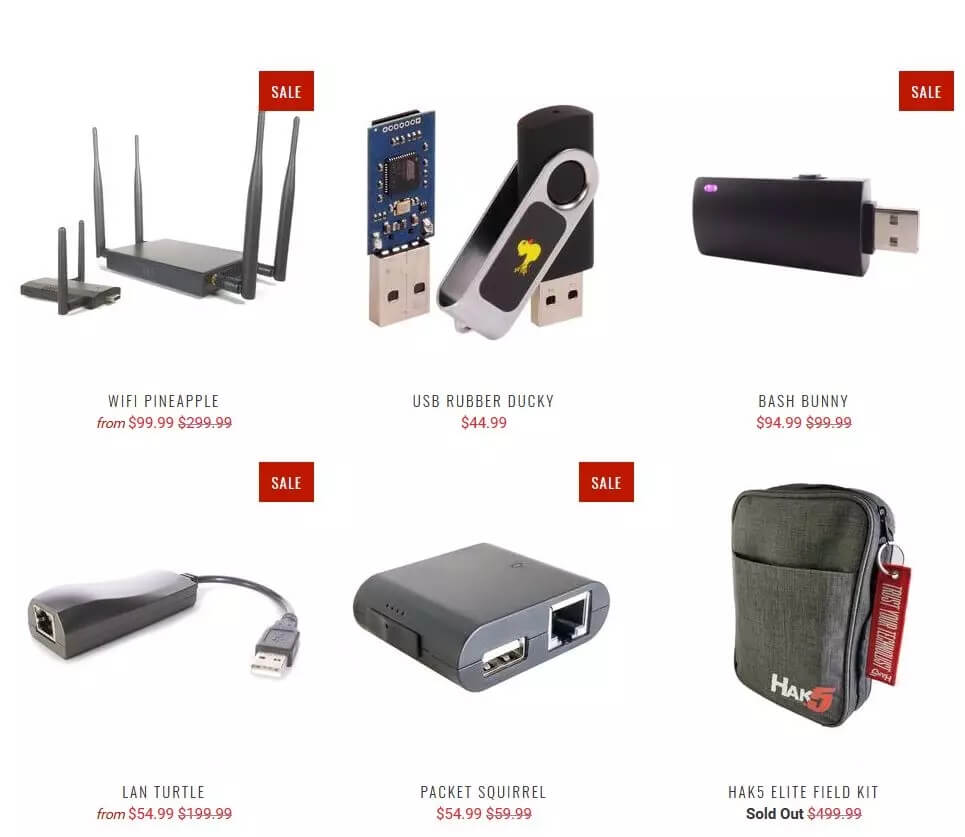 SALE
SALE
WIFI PINEAPPLE
from $99.99 $299.99
USB RUBBER DUCKY
$44.99
BASH BUNNY
$94.99 $99.99
SALE
SALE
TRUST YOUR TECHNOLUST
HAK5
HAK5
LAN TURTLE
from $54.99 $199.99
PACKET SQUIRREL
$54.99 $59.99
HAK5 ELITE FIELD KIT
Sold Out $499.99